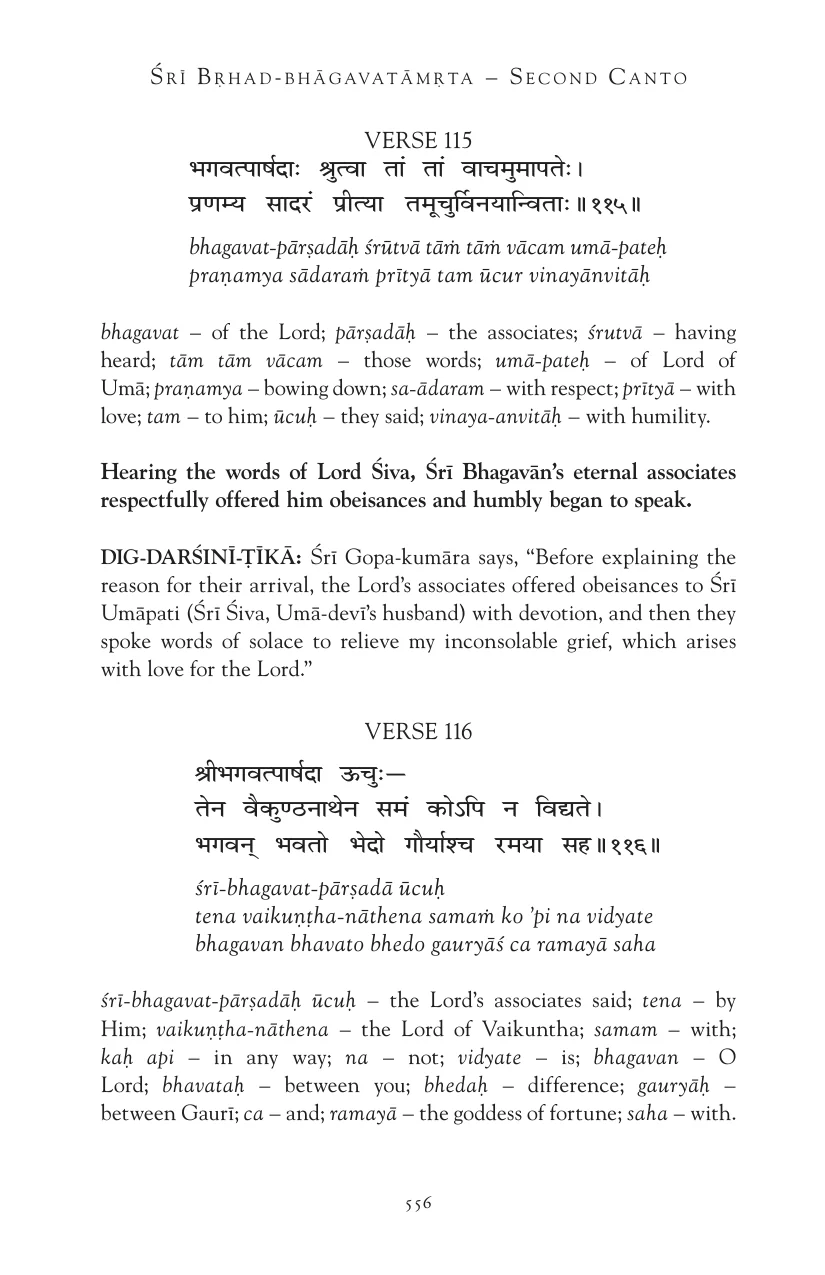 Śrī Bṛhad-bhāgavatāmṛta – Second Canto
VERSE 115
भगवत्पार्षदाः श्रुत्वा तां तां वाचमुमापतेः।
प्रणम्य सादरं प्रीत्या तमूचुर्विनयान्विताः॥११५॥
bhagavat-pārṣadāḥ śrūtvā tāṁ tāṁ vācam umā-pateḥ
praṇamya sādaraṁ prītyā tam ūcur vinayānvitāḥ
bhagavat – of the Lord; pārṣadāḥ – the associates; śrutvā – having
heard; tām tām vācam – those words; umā-pateḥ – of Lord of
Umā; praṇamya – bowing down; sa-ādaram – with respect; prītyā – with
love; tam – to him; ūcuḥ – they said; vinaya-anvitāḥ – with humility.
Hearing the words of Lord Śiva, Śrī Bhagavān’s eternal associates
respectfully offered him obeisances and humbly began to speak.
DIG-DARŚINĪ-ṬĪKĀ: Śrī Gopa-kumāra says, “Before explaining the
reason for their arrival, the Lord’s associates offered obeisances to Śrī
Umāpati (Śrī Śiva, Umā-devī’s husband) with devotion, and then they
spoke words of solace to relieve my inconsolable grief, which arises
with love for the Lord.”
VERSE 116
श्रीभगवत्पार्षदा ऊचुः—
तेन वैकुण्ठनाथेन समं कोऽपि न विद्यते।
भगवन् भवतो भेदो गौर्याश्च रमया सह॥११६॥
śrī-bhagavat-pārṣadā ūcuḥ
tena vaikuṇṭha-nāthena samaṁ ko ’pi na vidyate
bhagavan bhavato bhedo gauryāś ca ramayā saha
śrī-bhagavat-pārṣadāḥ ūcuḥ – the Lord’s associates said; tena – by
Him; vaikuṇṭha-nāthena – the Lord of Vaikuntha; samam – with;
kaḥ api – in any way; na – not; vidyate – is; bhagavan – O
Lord; bhavataḥ – between you; bhedaḥ – difference; gauryāḥ –
between Gaurī; ca – and; ramayā – the goddess of fortune; saha – with.
556